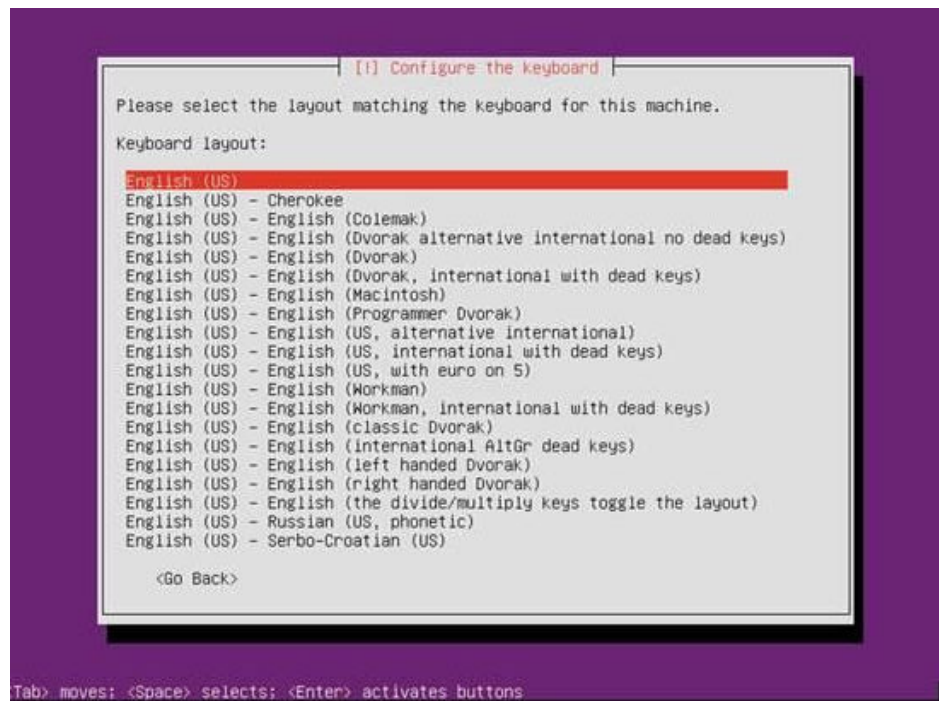 [!] Configure the keyboard
Please select the layout matching the keyboard for this machine.
Keyboard layout:
English (US)
English (US) - Cherokee
English (US) - English (Colemak)
English (US) - English (Dvorak alternative international no dead keys)
English (US) - English (Dvorak)
English (US) - English (Dvorak, international with dead keys)
English (US) - English (Macintosh)
English (US) - English (Programmer Dvorak)
English (US) - English (US, alternative international)
English (US) - English (US, international with dead keys)
English (US) - English (US, with euro on 5)
English (US) - English (Workman)
English (US) - English (Workman, international with dead keys)
English (US) - English (classic Dvorak)
English (US) - English (international AltGr dead keys)
English (US) - English (left handed Dvorak)
English (US) - English (right handed Dvorak)
English (US) - English (the divide/multiply keys toggle the layout)
English (US) - Russian (US, phonetic)
English (US) - Serbo-Croatian (US)
<Go Back>
<Tab> moves; <Space> selects; <Enter> activates buttons